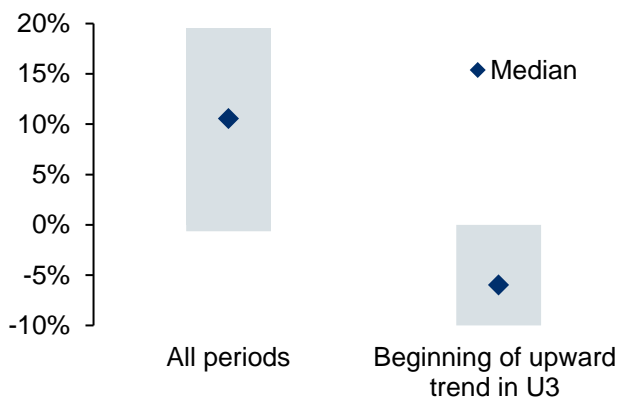 20%
15%
10%
5%
0%
-5%
-10%
Median
All periods
Beginning of upward
trend in U3